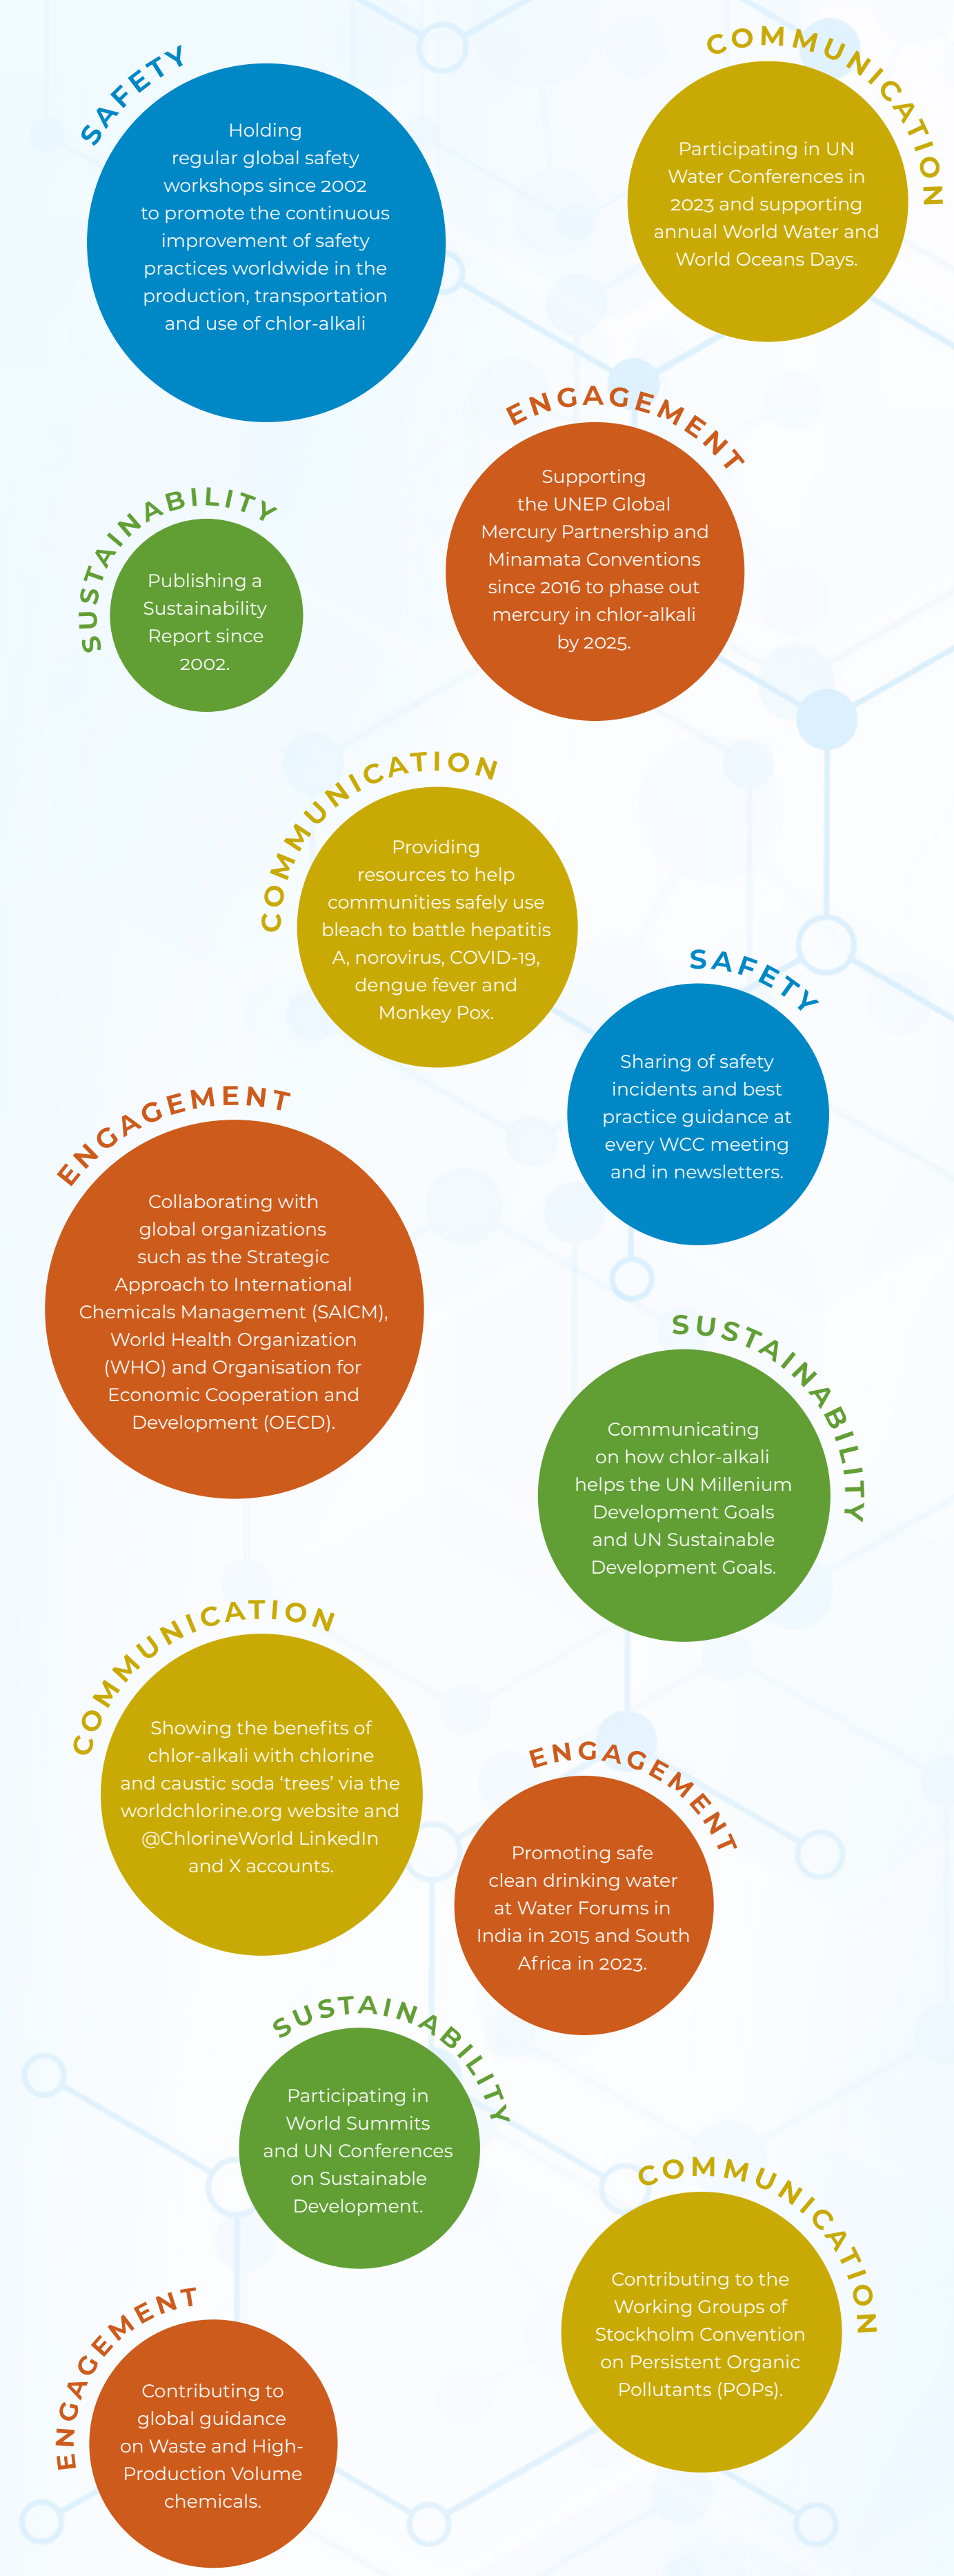 SAFETY
Holding
regular global safety
workshops since 2002
to promote the continuous
improvement of safety
practices worldwide in the
production, transportation
and use of chlor-alkali
COMMUNICATION
Participating in UN
Water Conferences in
2023 and supporting
annual World Water and
World Oceans Days.
ENGAGEMENT
Supporting
the UNEP Global
Mercury Partnership and
Minamata Conventions
since 2016 to phase out
mercury in chlor-alkali
by 2025.
SUSTAINABILITY
Publishing a
Sustainability
Report since
2002.
COMMUNICATION
Providing
resources to help
communities safely use
bleach to battle hepatitis
A, norovirus, COVID-19,
dengue fever and
Monkey Pox.
SAFETY
Sharing of safety
incidents and best
practice guidance at
every WCC meeting
and in newsletters.
ENGAGEMENT
Collaborating with
global organizations
such as the Strategic
Approach to International
Chemicals Management (SAICM),
World Health Organization
(WHO) and Organisation for
Economic Cooperation and
Development (OECD).
SUSTAINABILITY
Communicating
on how chlor-alkali
helps the UN Millenium
Development Goals
and UN Sustainable
Development Goals.
COMMUNICATION
Showing the benefits of
chlor-alkali with chlorine
and caustic soda ‘trees’ via the
worldchlorine.org website and
@ChlorineWorld LinkedIn
and X accounts.
ENGAGEMENT
Promoting safe
clean drinking water
at Water Forums in
India in 2015 and South
Africa in 2023.
SUSTAINABILITY
Participating in
World Summits
and UN Conferences
on Sustainable
Development.
COMMUNICATION
Contributing to the
Working Groups of
Stockholm Convention
on Persistent Organic
Pollutants (POPs).
ENGAGEMENT
Contributing to
global guidance
on Waste and High-
Production Volume
chemicals.